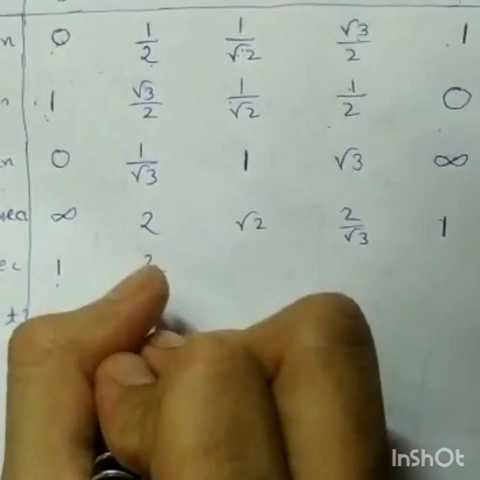 n 0 1/2 1/√2 √3/2 1
1 √3/2 1/√2 1/2 0
n 0 1/√3 1 √3 ∞
sec ∞ 2 √2 2/√3 1
ec 1 2
InShOt